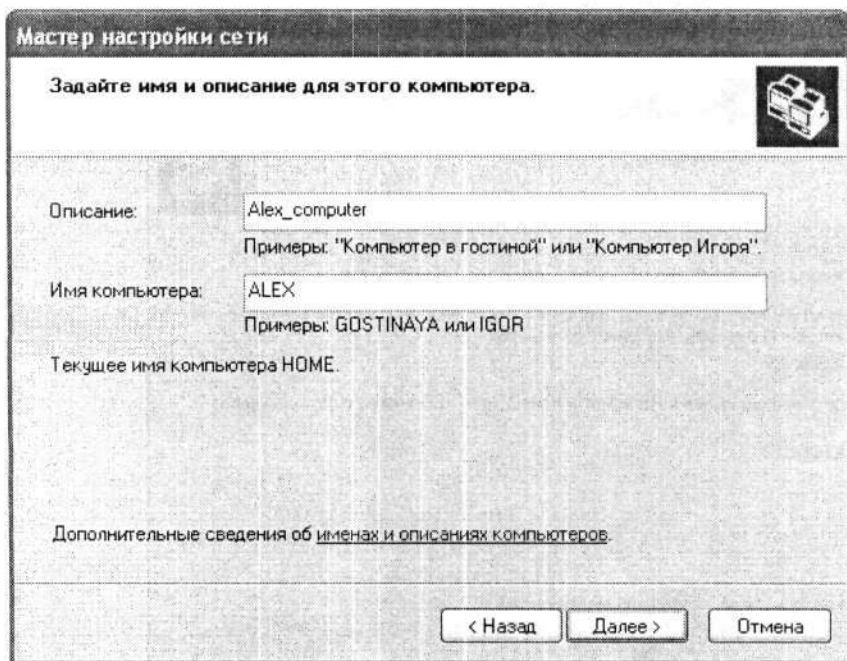 Мастер настройки сети
Задайте имя и описание для этого компьютера.
Описание: Alex_computer
Примеры: "Компьютер в гостиной" или "Компьютер Игоря".
Имя компьютера: ALEX
Примеры: GOSTINAYA или IGOR
Текущее имя компьютера HOME.
Дополнительные сведения об именах и описаниях компьютеров.
< Назад Далее > Отмена